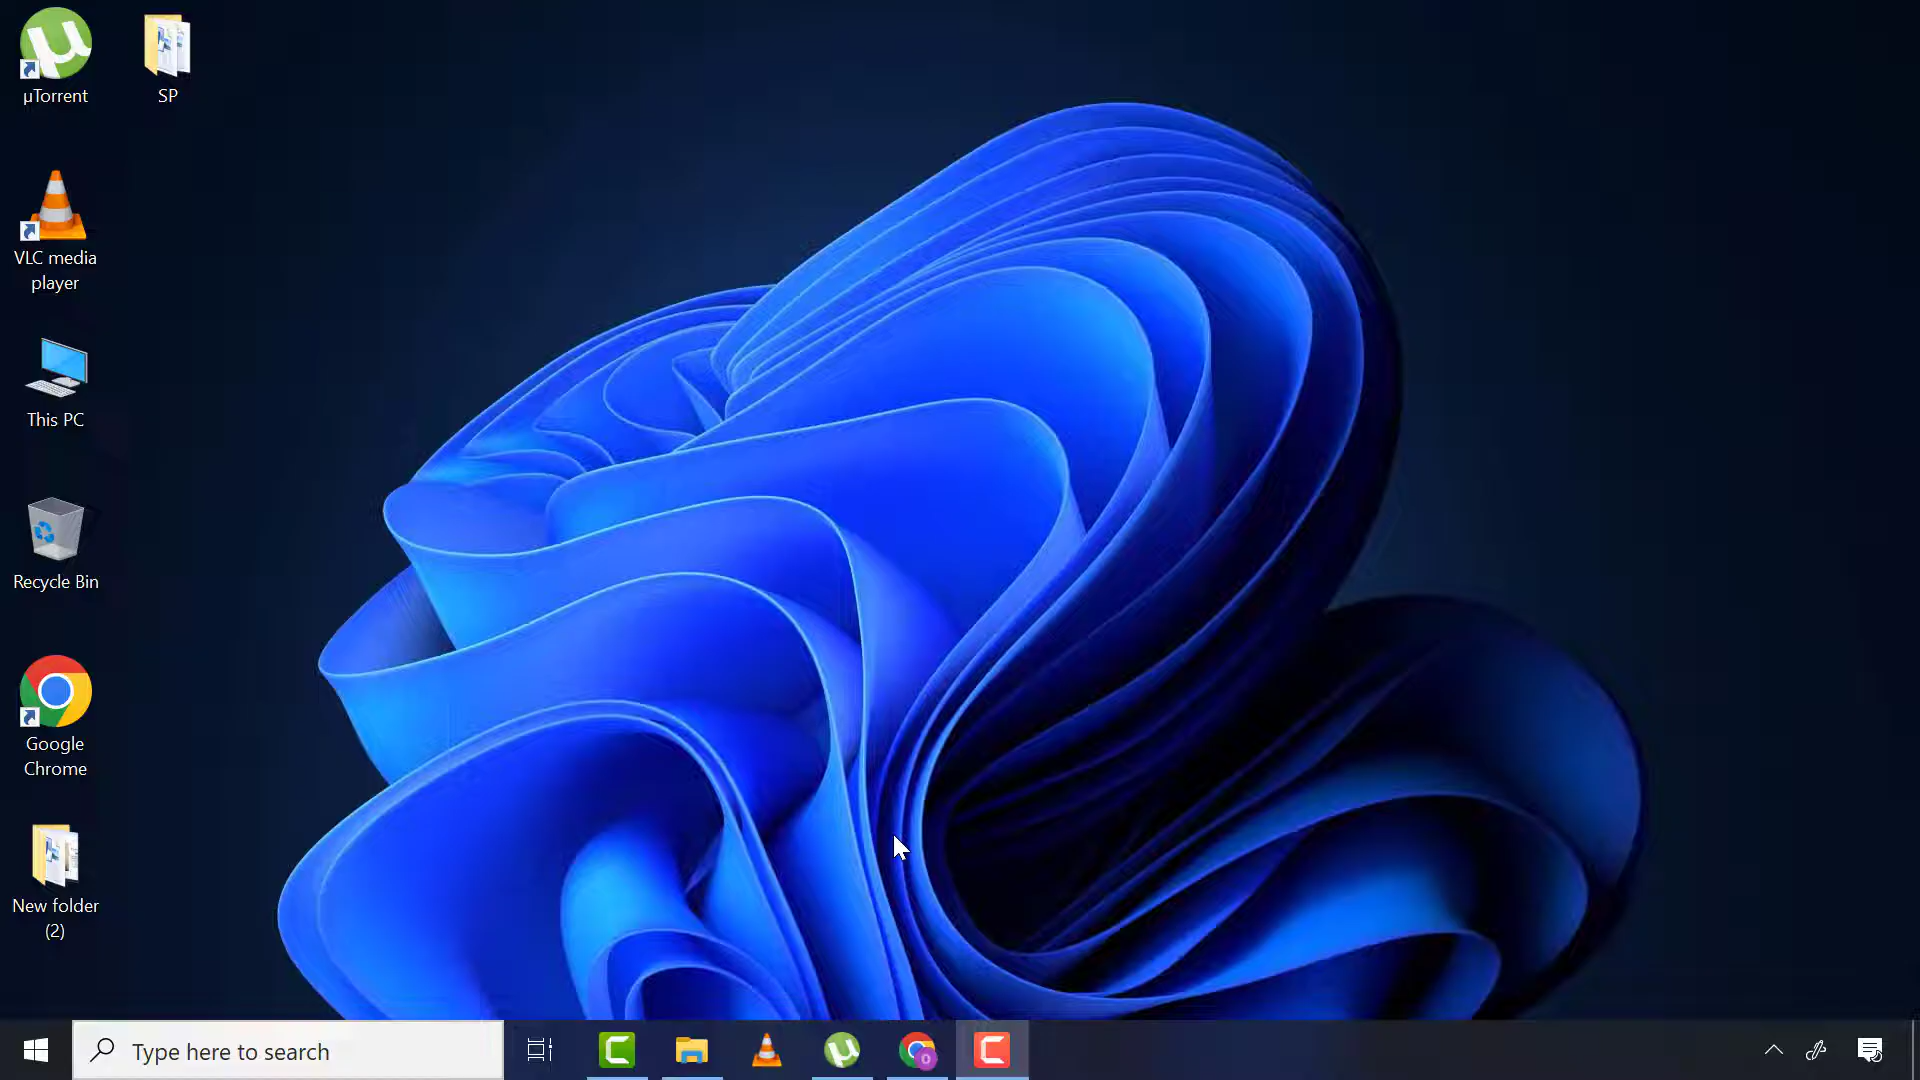 µTorrent
SP
VLC media
player
This PC
Recycle Bin
Google
Chrome
New folder
(2)
Type here to search